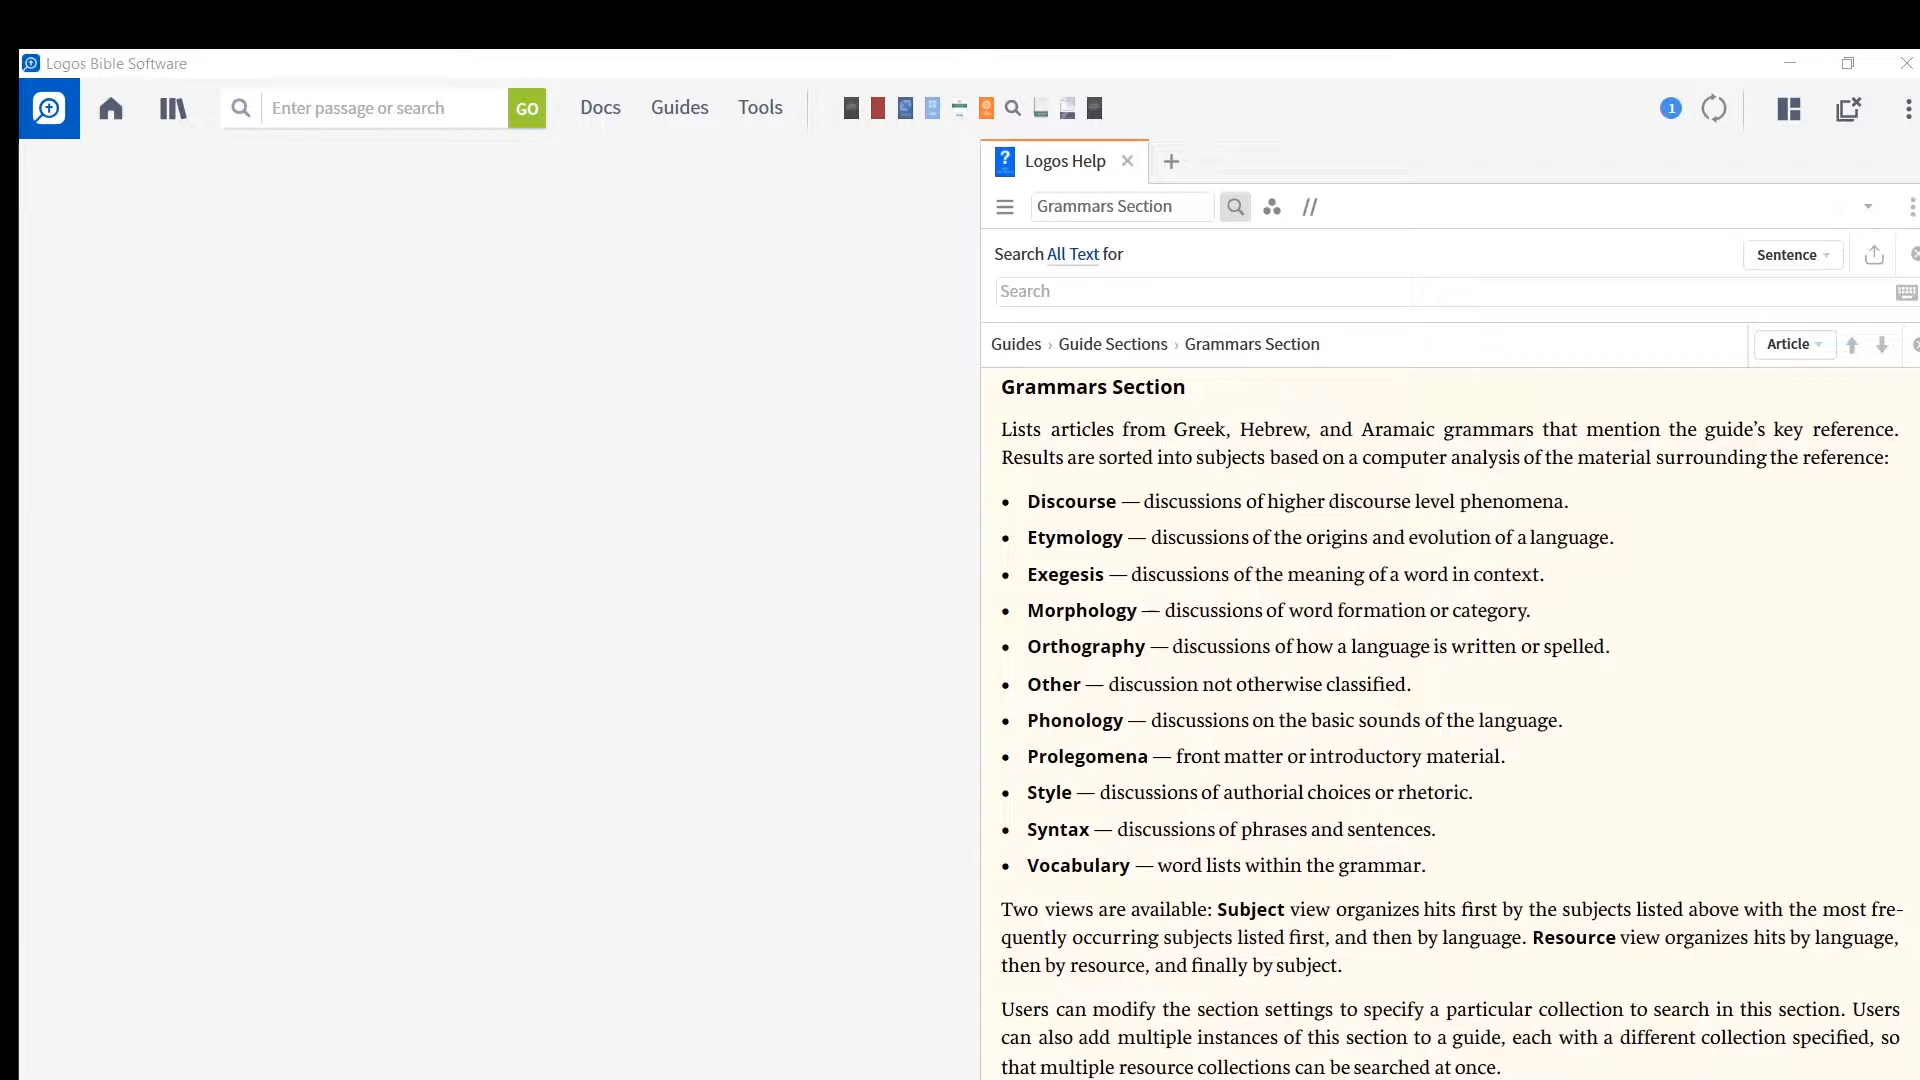 Logos Bible Software
Enter passage or search
GO
Docs
Guides
Tools
1
? Logos Help
Grammars Section
Search All Text for
Sentence
Search
Guides › Guide Sections › Grammars Section
Article
Grammars Section
Lists articles from Greek, Hebrew, and Aramaic grammars that mention the guide’s key reference.
Results are sorted into subjects based on a computer analysis of the material surrounding the reference:
• Discourse — discussions of higher discourse level phenomena.
• Etymology — discussions of the origins and evolution of a language.
• Exegesis — discussions of the meaning of a word in context.
• Morphology — discussions of word formation or category.
• Orthography — discussions of how a language is written or spelled.
• Other — discussion not otherwise classified.
• Phonology — discussions on the basic sounds of the language.
• Prolegomena — front matter or introductory material.
• Style — discussions of authorial choices or rhetoric.
• Syntax — discussions of phrases and sentences.
• Vocabulary — word lists within the grammar.
Two views are available: Subject view organizes hits first by the subjects listed above with the most fre-
quently occurring subjects listed first, and then by language. Resource view organizes hits by language,
then by resource, and finally by subject.
Users can modify the section settings to specify a particular collection to search in this section. Users
can also add multiple instances of this section to a guide, each with a different collection specified, so
that multiple resource collections can be searched at once.